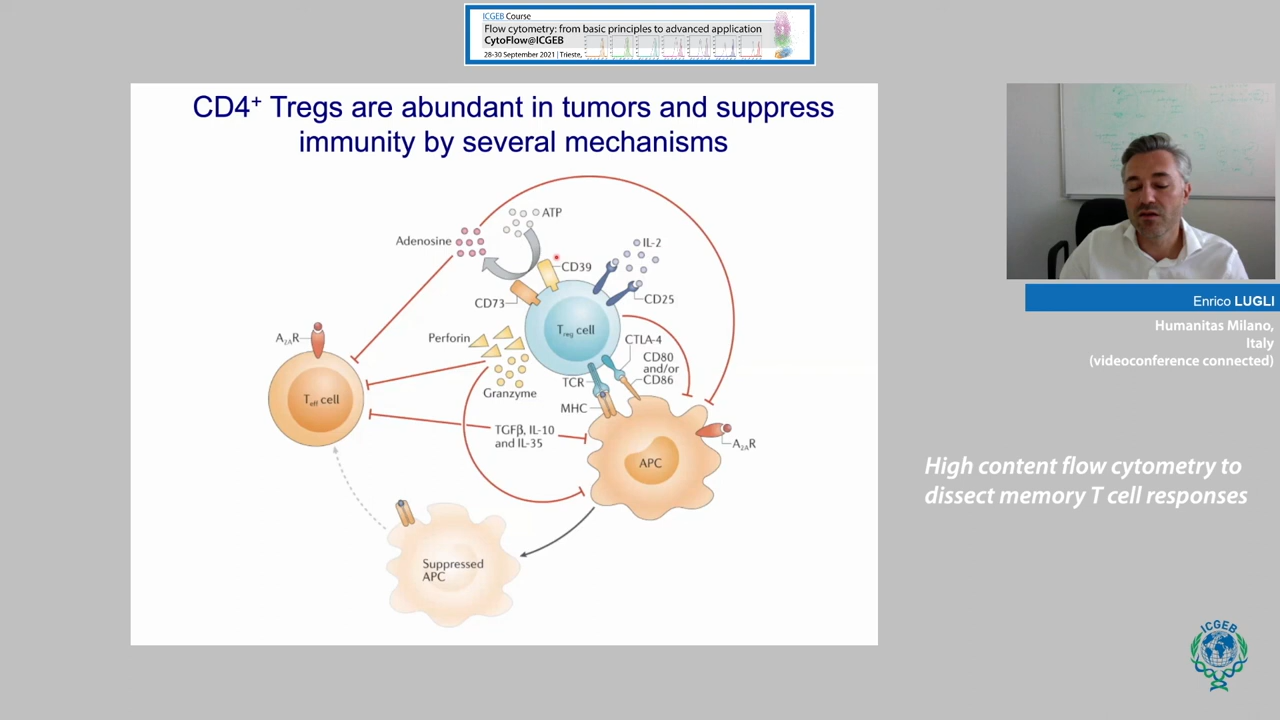 ICGEB Course
Flow cytometry: from basic principles to advanced application
CytoFlow@ICGEB
28-30 September 2021 | Trieste,
CD4⁺ Tregs are abundant in tumors and suppress
immunity by several mechanisms
ATP
Adenosine
IL-2
CD39
CD73
CD25
A₂AR
Perforin
Treg cell
CTLA-4
CD80
and/or
CD86
TCR
Granzyme
MHC
Teff cell
TGFβ, IL-10
and IL-35
A₂AR
APC
Suppressed
APC
Enrico LUGLI
Humanitas Milano,
Italy
(videoconference connected)
High content flow cytometry to
dissect memory T cell responses
ICGEB